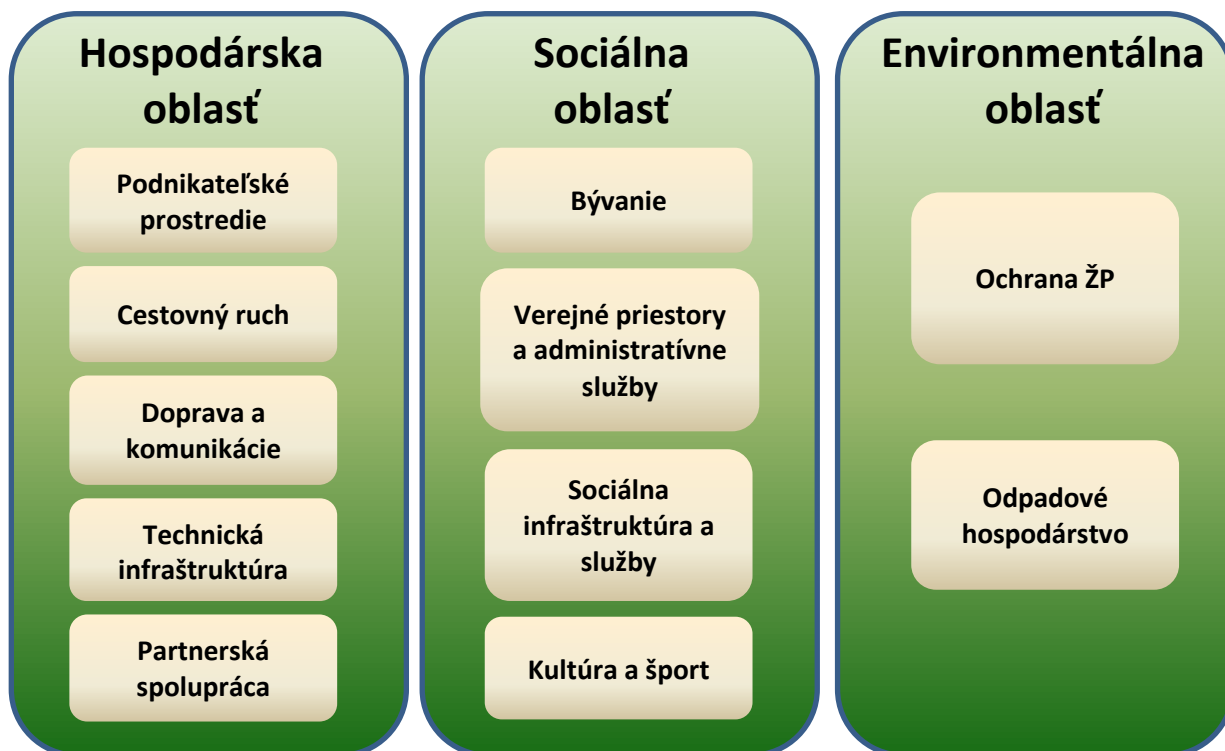 Hospodárska
oblasť
Podnikateľské
prostredie
Cestovný ruch
Doprava a
komunikácie
Technická
infraštruktúra
Partnerská
spolupráca
Sociálna
oblasť
Bývanie
Verejné priestory
a administratívne
služby
Sociálna
infraštruktúra a
služby
Kultúra a šport
Environmentálna
oblasť
Ochrana ŽP
Odpadové
hospodárstvo